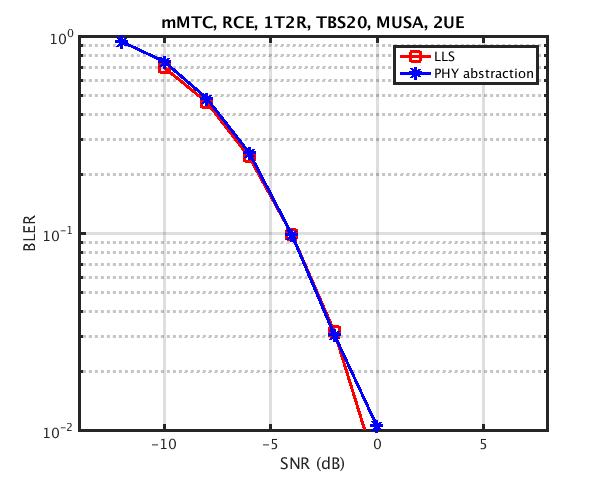 mMTC, RCE, 1T2R, TBS20, MUSA, 2UE
LLS
PHY abstraction
10^0
10^-1
10^-2
BLER
-10
-5
0
5
SNR (dB)